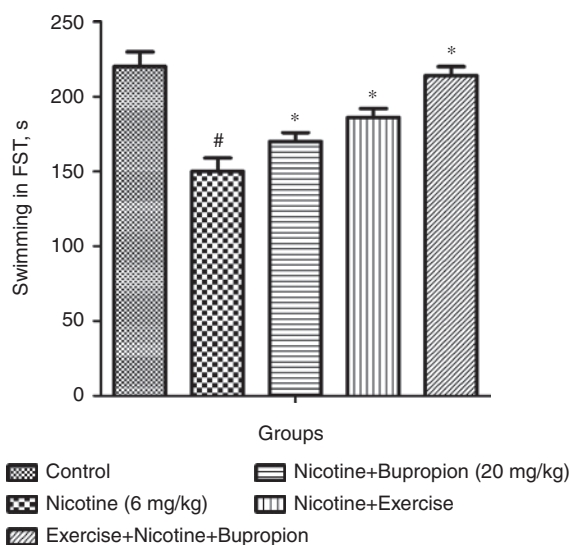 250
200
150
100
50
0
Swimming in FST, s
#
*
*
*
Groups
Control
Nicotine+Bupropion (20 mg/kg)
Nicotine (6 mg/kg)
Nicotine+Exercise
Exercise+Nicotine+Bupropion